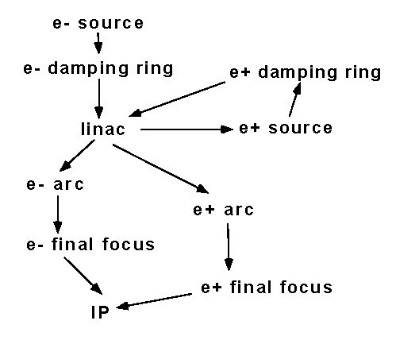 e- source
e- damping ring
e+ damping ring
linac
e+ source
e- arc
e+ arc
e- final focus
e+ final focus
IP